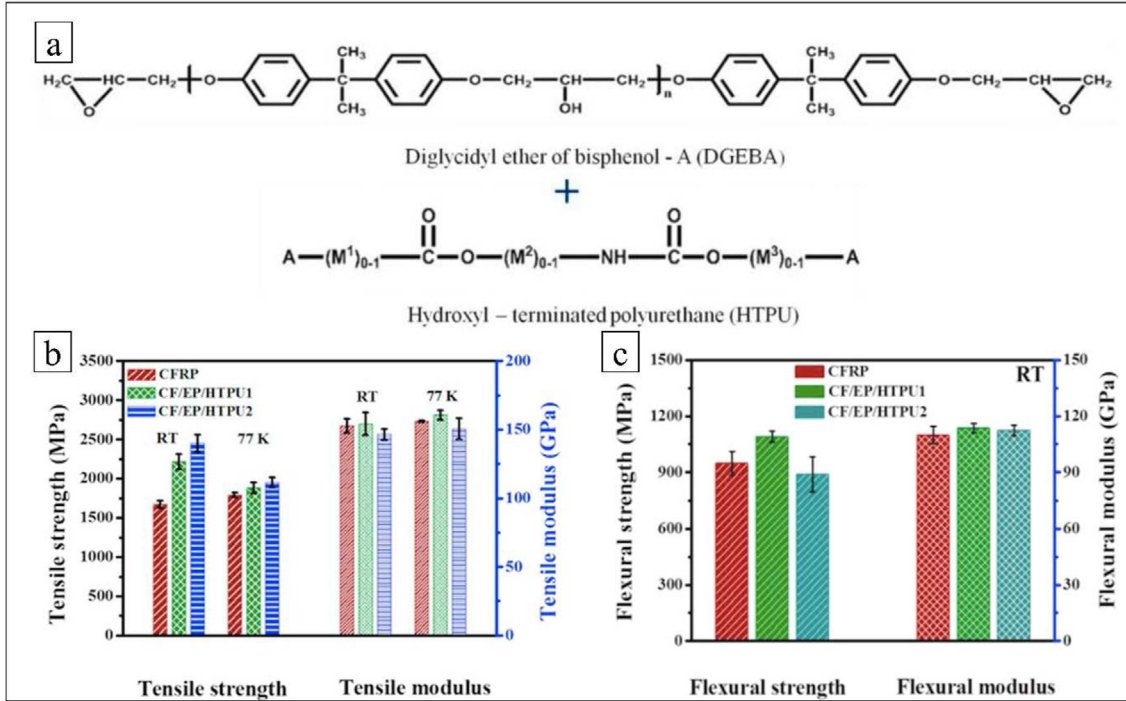 a
H₂C HC CH₂ O CH₃ CH₃ O CH₂ OH n O CH₃ CH₃ O CH₂ O
Diglycidyl ether of bisphenol - A (DGEBA)
+
O O
A (M¹)₀₋₁ C O (M²)₀₋₁ NH C O (M³)₀₋₁ A
Hydroxyl – terminated polyurethane (HTPU)
b
Tensile strength (MPa)
3500
3000
2500
2000
1500
1000
500
0
CFRP
CF/EP/HTPU1
CF/EP/HTPU2
RT
77 K
RT
77 K
200
150
100
50
0
Tensile modulus (GPa)
Tensile strength
Tensile modulus
c
Flexural strength (MPa)
1500
1200
900
600
300
0
CFRP
CF/EP/HTPU1
CF/EP/HTPU2
RT
150
120
90
60
30
0
Flexural modulus (GPa)
Flexural strength
Flexural modulus